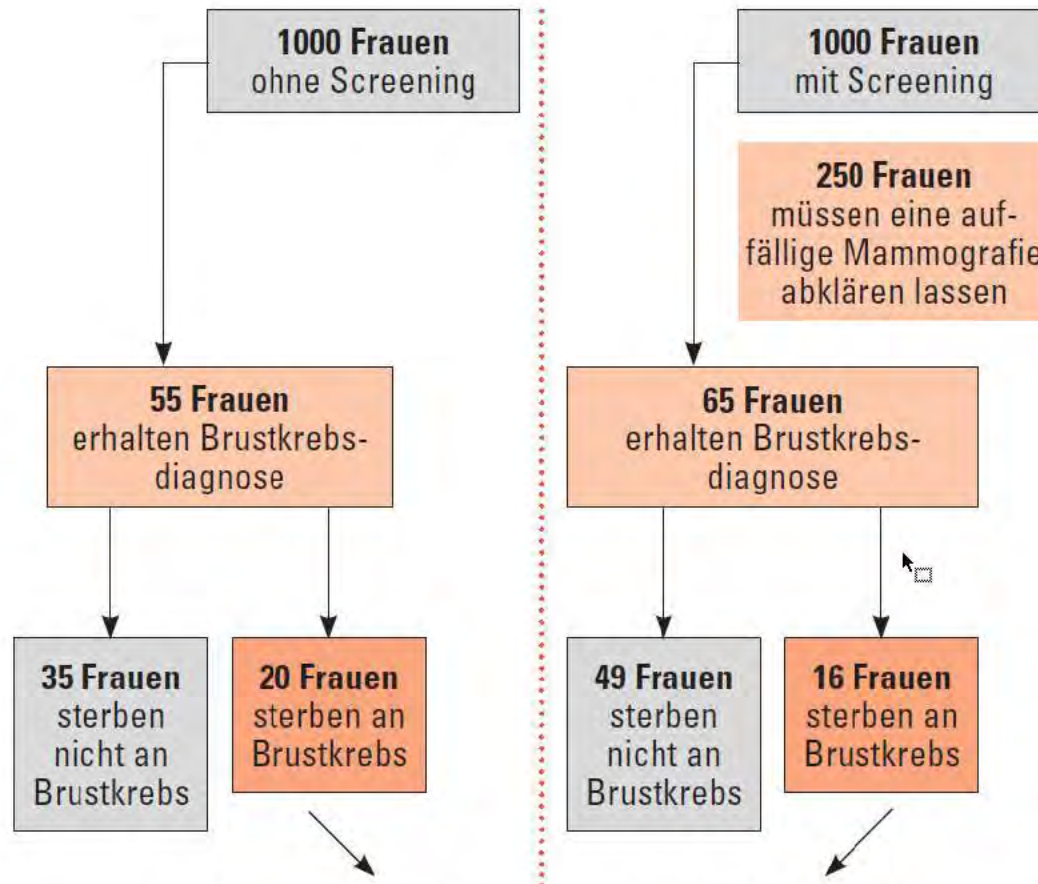 1000 Frauen
ohne Screening
55 Frauen
erhalten Brustkrebs-
diagnose
35 Frauen
sterben
nicht an
Brustkrebs
20 Frauen
sterben an
Brustkrebs
1000 Frauen
mit Screening
250 Frauen
müssen eine auf-
fällige Mammografie
abklären lassen
65 Frauen
erhalten Brustkrebs-
diagnose
49 Frauen
sterben
nicht an
Brustkrebs
16 Frauen
sterben an
Brustkrebs